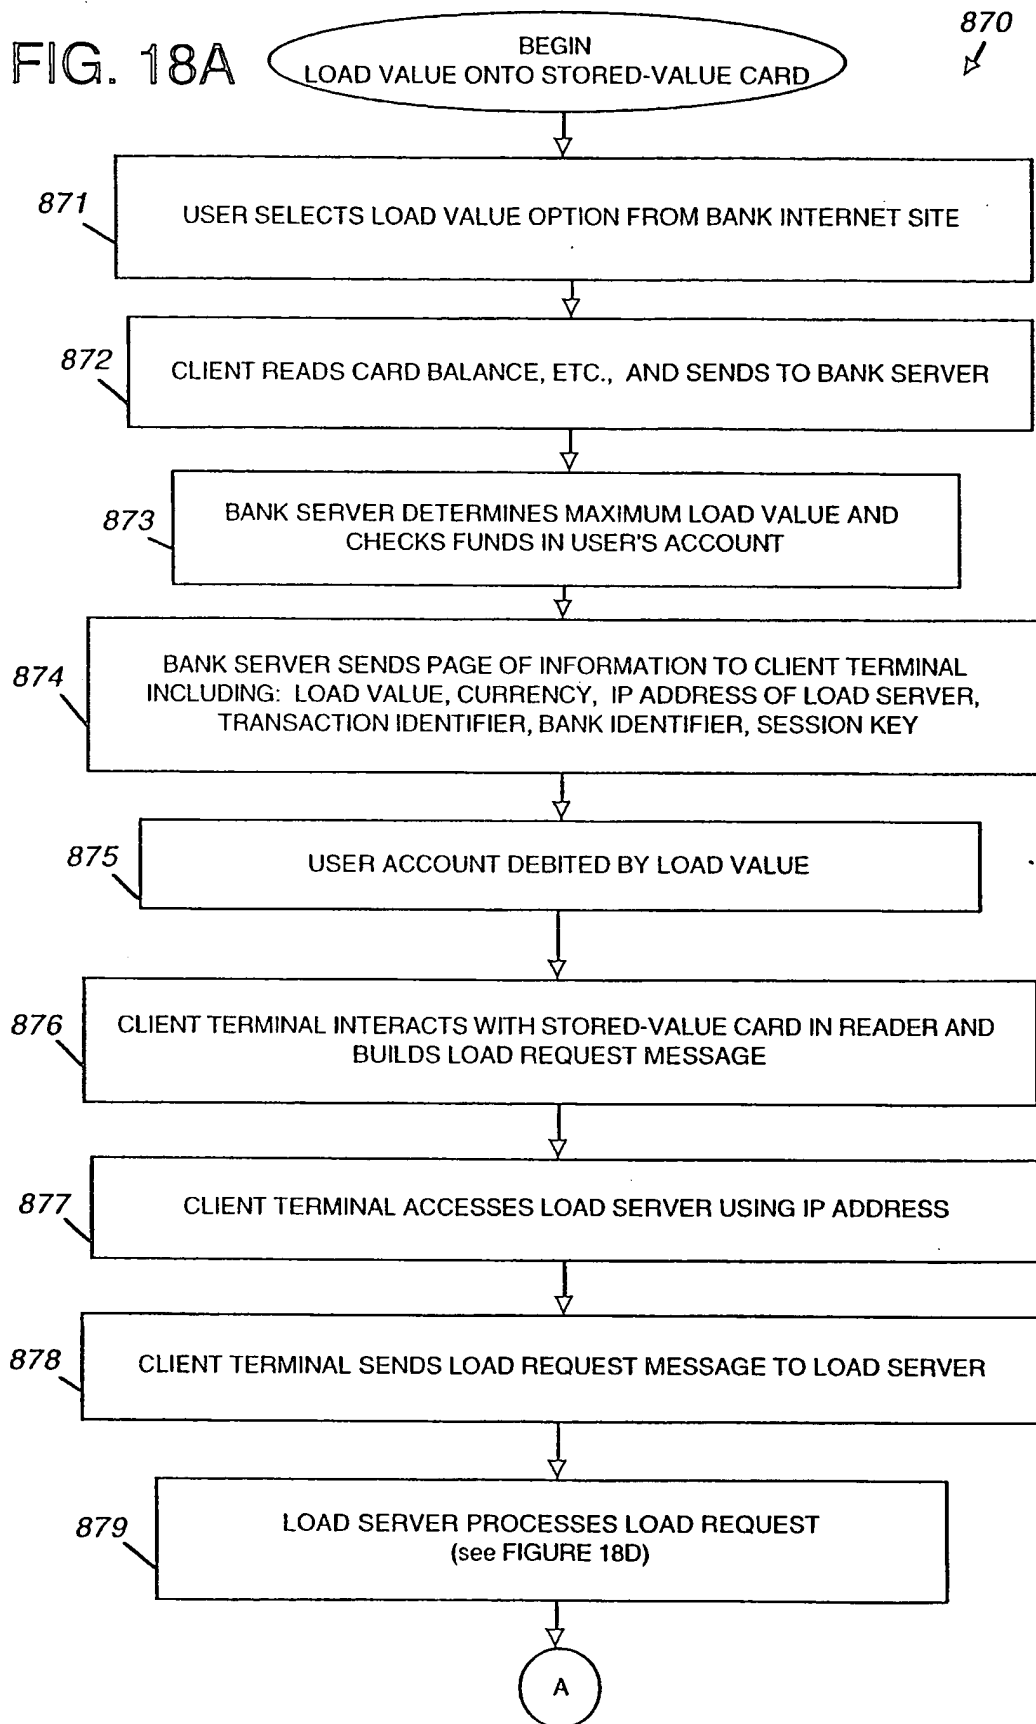 FIG. 18A
870
BEGIN
LOAD VALUE ONTO STORED-VALUE CARD
871
USER SELECTS LOAD VALUE OPTION FROM BANK INTERNET SITE
872
CLIENT READS CARD BALANCE, ETC., AND SENDS TO BANK SERVER
873
BANK SERVER DETERMINES MAXIMUM LOAD VALUE AND
CHECKS FUNDS IN USER'S ACCOUNT
874
BANK SERVER SENDS PAGE OF INFORMATION TO CLIENT TERMINAL
INCLUDING: LOAD VALUE, CURRENCY, IP ADDRESS OF LOAD SERVER,
TRANSACTION IDENTIFIER, BANK IDENTIFIER, SESSION KEY
875
USER ACCOUNT DEBITED BY LOAD VALUE
876
CLIENT TERMINAL INTERACTS WITH STORED-VALUE CARD IN READER AND
BUILDS LOAD REQUEST MESSAGE
877
CLIENT TERMINAL ACCESSES LOAD SERVER USING IP ADDRESS
878
CLIENT TERMINAL SENDS LOAD REQUEST MESSAGE TO LOAD SERVER
879
LOAD SERVER PROCESSES LOAD REQUEST
(see FIGURE 18D)
A